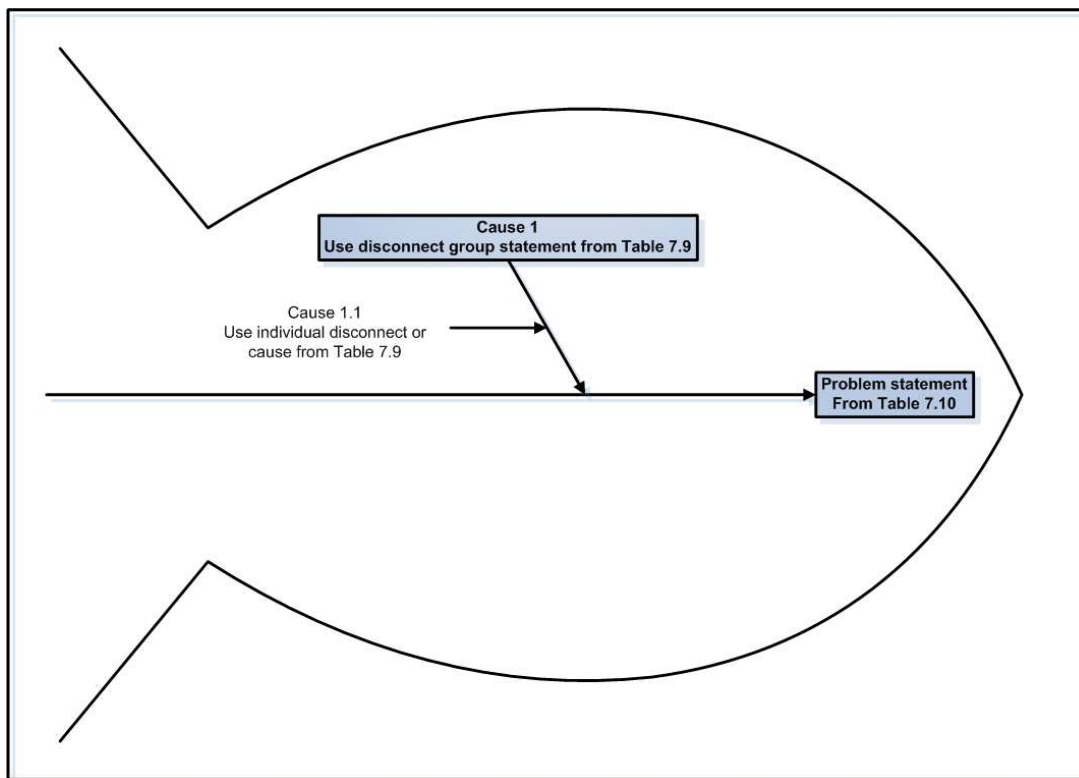 Cause 1
Use disconnect group statement from Table 7.9
Cause 1.1
Use individual disconnect or
cause from Table 7.9
Problem statement
From Table 7.10